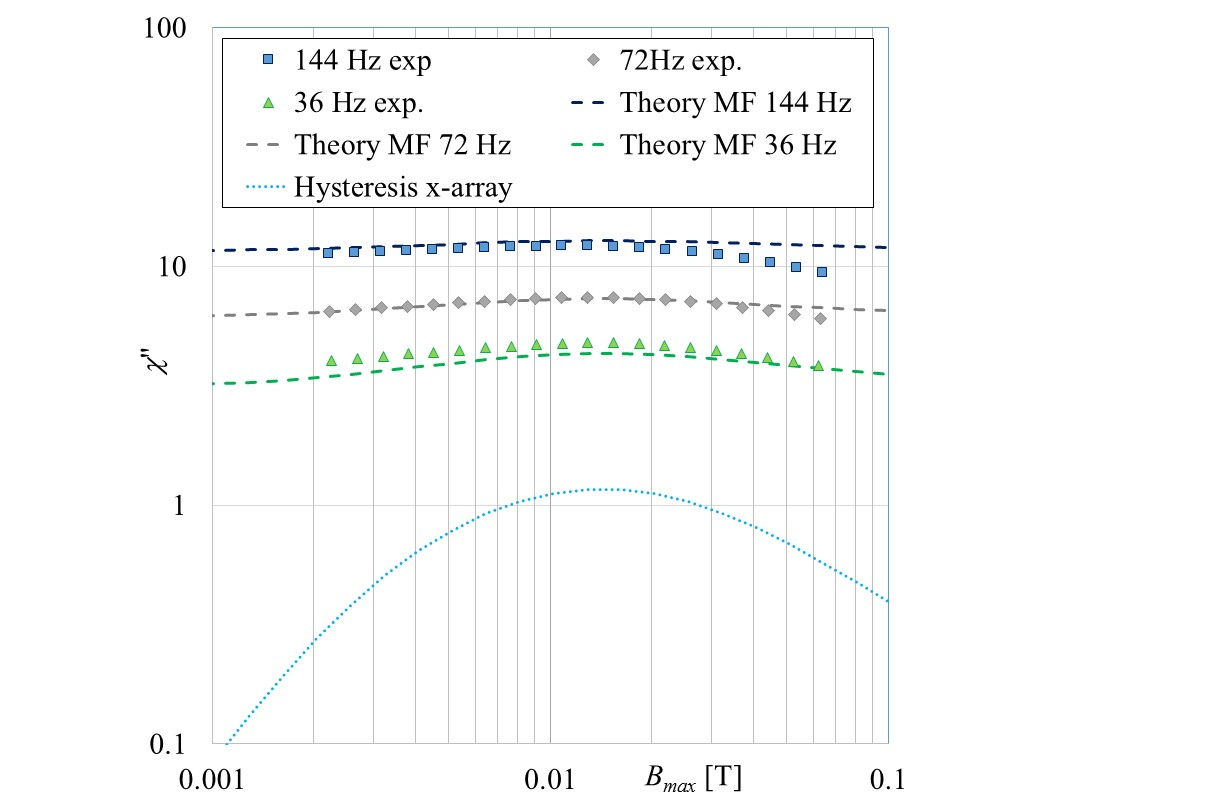 100
144 Hz exp
72Hz exp.
36 Hz exp.
Theory MF 144 Hz
Theory MF 72 Hz
Theory MF 36 Hz
Hysteresis x-array
10
χ"
1
0.1
0.001
0.01
Bmax [T]
0.1